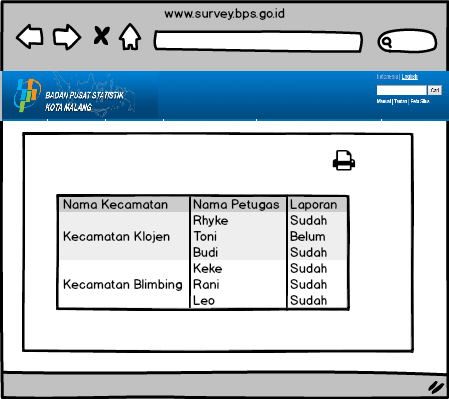 www.survey.bps.go.id
Indonesia | English
BADAN PUSAT STATISTIK
KOTA MALANG
Cari
Manual | Tautan | Peta Situs
Nama Kecamatan Nama Petugas Laporan
Rhyke Sudah
Kecamatan Klojen Toni Belum
Budi Sudah
Keke Sudah
Kecamatan Blimbing Rani Sudah
Leo Sudah